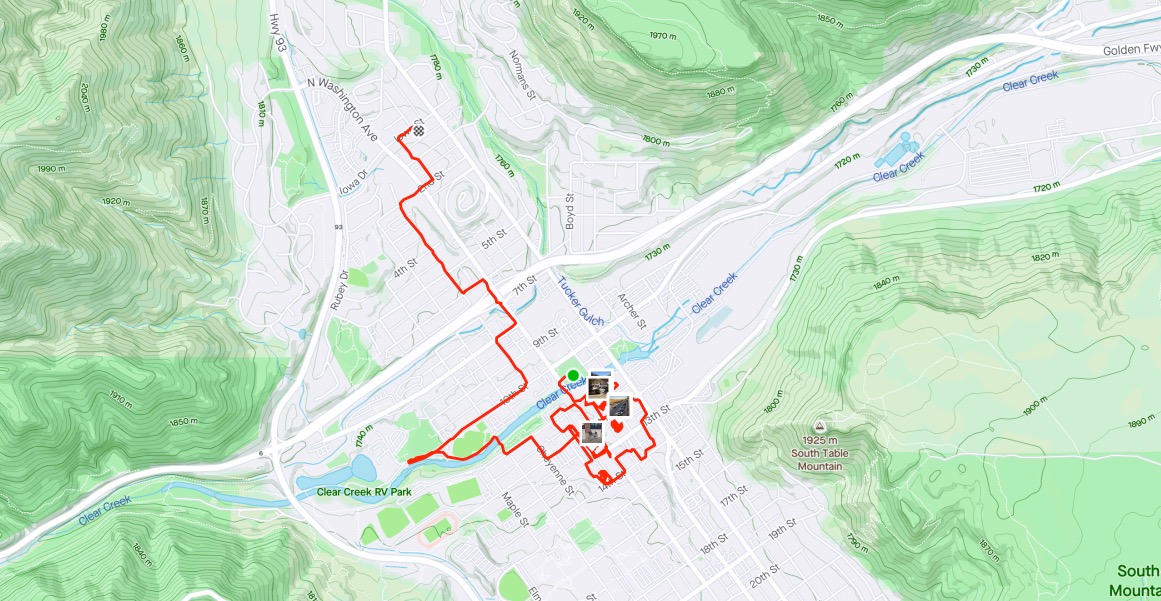 1980 m
1860 m
Hwy 93
1780 m
Normans St
1920 m
1970 m
1850 m
Golden Fwy
1730 m
Clear Creek
2040 m
1810 m
N Washington Ave
1880 m
1760 m
1800 m
1720 m
Clear Creek
1720 m
1990 m
Iowa Dr
2nd St
1760 m
1920 m
1870 m
93
Boyd St
5th St
1730 m
1730 m
1820 m
1840 m
4th St
Rubey Dr
7th St
Tucker Gulch
Archer St
Clear Creek
9th St
1910 m
10th St
Clear Creek
1800 m
1900 m
1850 m
13th St
1890 m
1740 m
1925 m
South Table
Mountain
6
15th St
Cheyenne St
14th St
Clear Creek RV Park
Clear Creek
Maple St
17th St
19th St
1790 m
1870 m
1840 m
18th St
20th St
South
Mounta
Elm
St
181